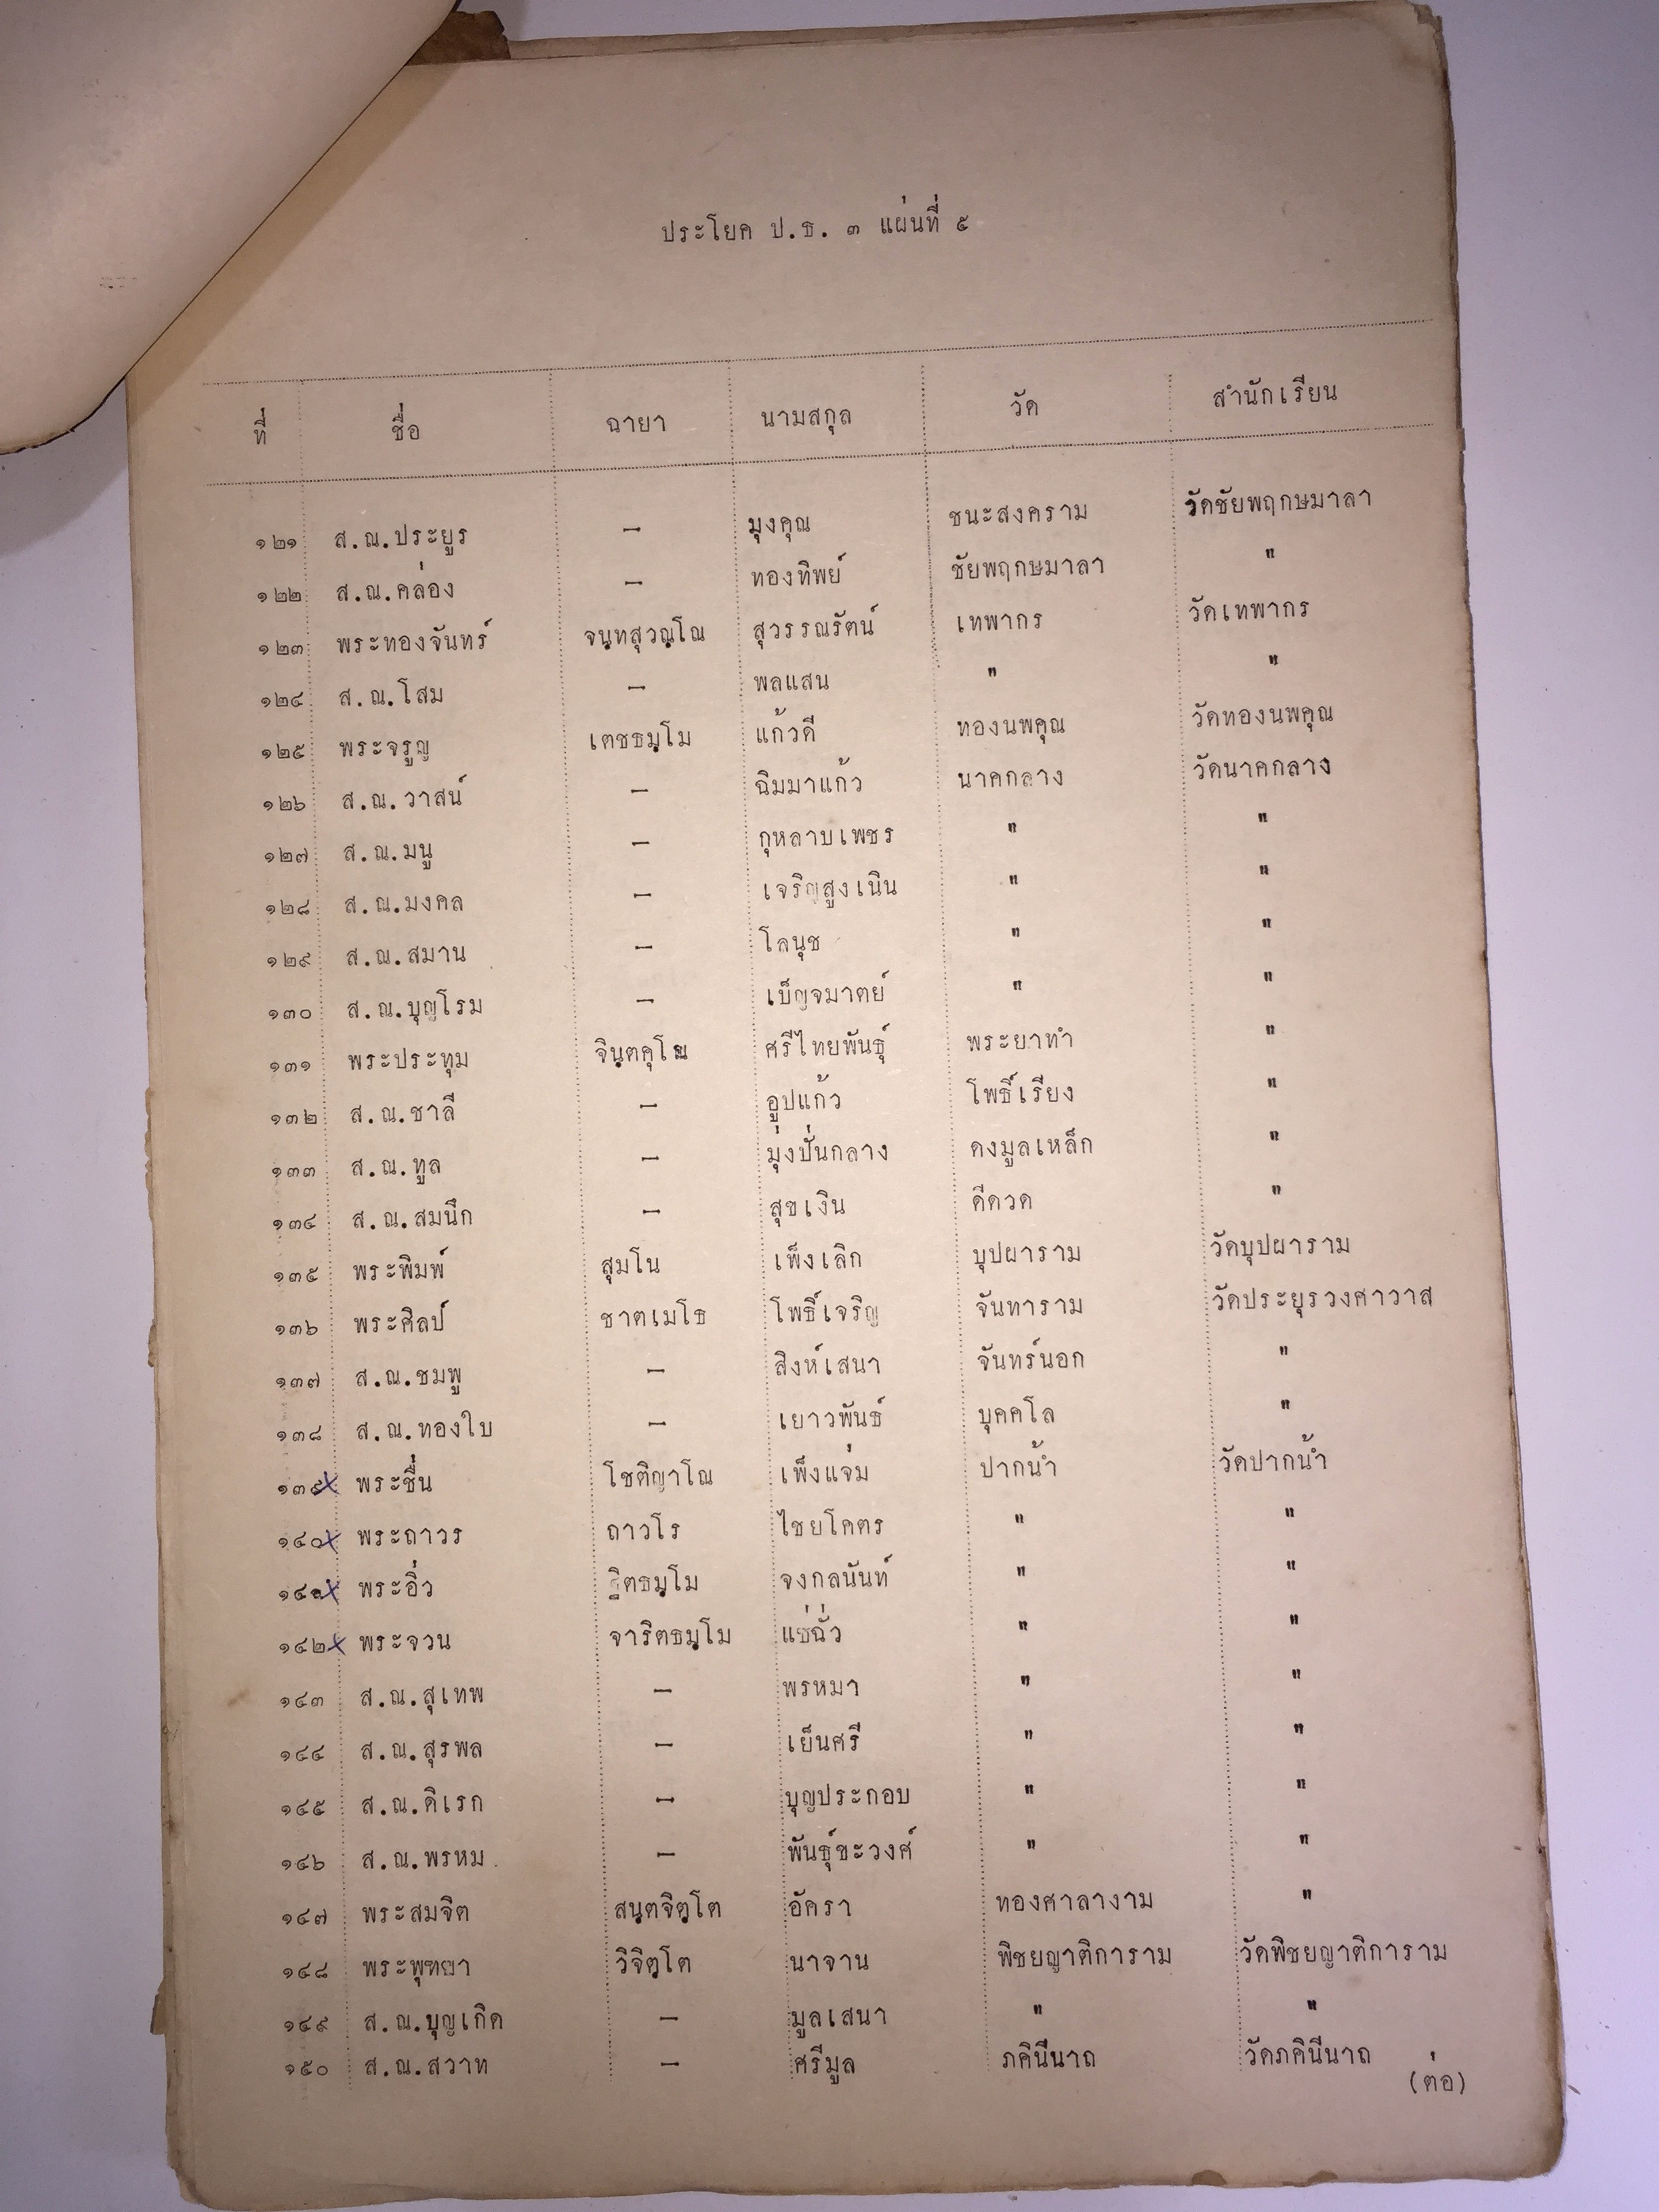 ประโยค ป.ธ. ๓ แผ่นที่ ๕
ที่ ชื่อ ฉายา นามสกุล วัด สำนักเรียน
๑๒๑ ส.ณ.ประยูร — มุงคุณ ชนะสงคราม วัดชัยพฤกษมาลา
๑๒๒ ส.ณ.คล่อง — ทองทิพย์ ชัยพฤกษมาลา "
๑๒๓ พระทองจันทร์ จนฺทสุวณฺโณ สุวรรณรัตน์ เทพากร วัดเทพากร
๑๒๔ ส.ณ.โสม — พลแสน " "
๑๒๕ พระจรูญ เตชธมฺโม แก้วดี ทองนพคุณ วัดทองนพคุณ
๑๒๖ ส.ณ.วาสน์ — ฉิมมาแก้ว นาคกลาง วัดนาคกลาง
๑๒๗ ส.ณ.มนู — กุหลาบเพชร " "
๑๒๘ ส.ณ.มงคล — เจริญสูงเนิน " "
๑๒๙ ส.ณ.สมาน — โลนุช " "
๑๓๐ ส.ณ.บุญโรม — เบ็ญจมาตย์ " "
๑๓๑ พระประทุม จินฺตคุโณ ศรีไทยพันธุ์ พระยาทำ "
๑๓๒ ส.ณ.ชาลี — อูปแก้ว โพธิ์เรียง "
๑๓๓ ส.ณ.ทูล — มุ่งปั่นกลาง ดงมูลเหล็ก "
๑๓๔ ส.ณ.สมนึก — สุขเงิน ดีดวด "
๑๓๕ พระพิมพ์ สุมโน เพ็งเลิก บุปผาราม วัดบุปผาราม
๑๓๖ พระศิลป์ ชาตเมโธ โพธิ์เจริญ จันทาราม วัดประยุรวงศาวาส
๑๓๗ ส.ณ.ชมพู — สิงห์เสนา จันทร์นอก "
๑๓๘ ส.ณ.ทองใบ — เยาวพันธ์ บุคคโล "
๑๓๙ พระชื่น โชติญาโณ เพ็งแจ่ม ปากน้ำ วัดปากน้ำ
๑๔๐ พระถาวร ถาวโร ไชยโคตร " "
๑๔๑ พระอิ่ว ฐิตธมฺโม จงกลนันท์ " "
๑๔๒ พระจวน จาริตธมฺโม แซ่ฉั่ว " "
๑๔๓ ส.ณ.สุเทพ — พรหมา " "
๑๔๔ ส.ณ.สุรพล — เย็นศรี " "
๑๔๕ ส.ณ.ดิเรก — บุญประกอบ " "
๑๔๖ ส.ณ.พรหม — พันธุ์ชะวงศ์ " "
๑๔๗ พระสมจิต สนฺตจิตฺโต อัครา ทองศาลางาม "
๑๔๘ พระพุทยา วิจิตฺโต นาจาน พิชยญาติการาม วัดพิชยญาติการาม
๑๔๙ ส.ณ.บุญเกิด — มูลเสนา " "
๑๕๐ ส.ณ.สวาท — ศรีมูล ภคินีนาถ วัดภคินีนาถ
(ต่อ)